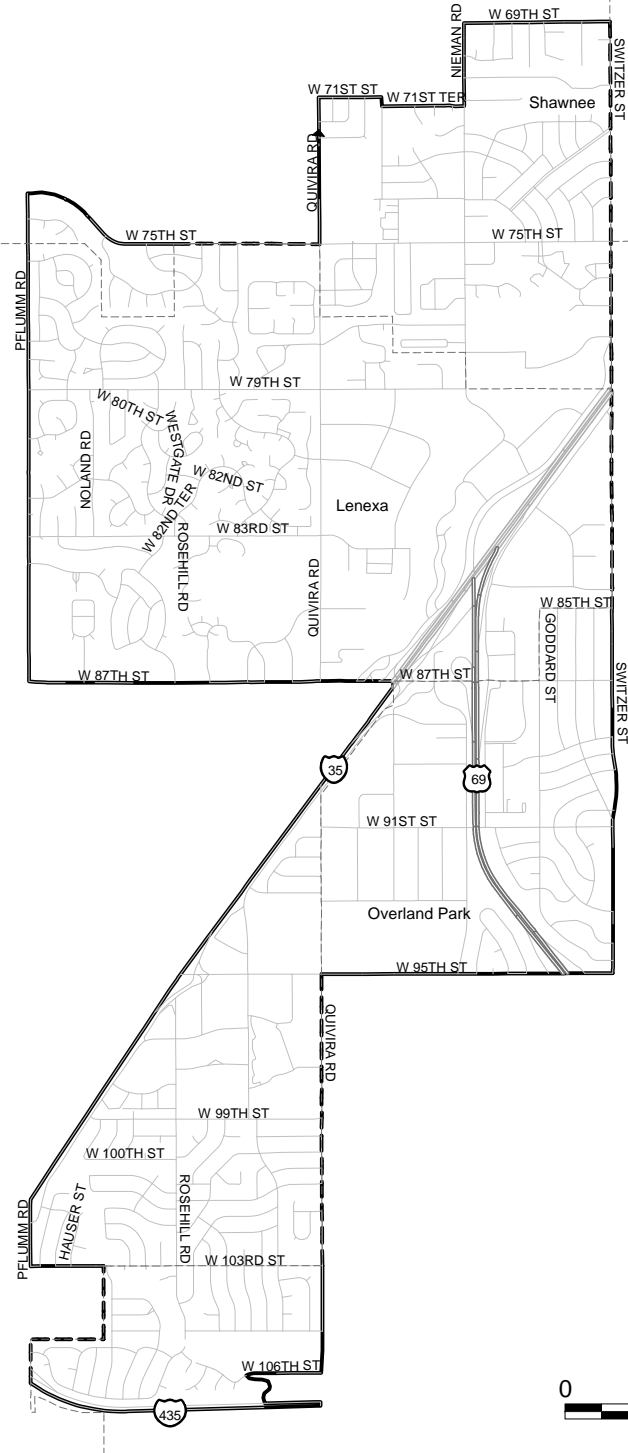 W 69TH ST
NIEMAN RD
SWITZER ST
W 71ST ST
W 71ST TER
Shawnee
QUIVIRA RD
W 75TH ST
W 75TH ST
PFLUMM RD
W 79TH ST
W 80TH ST
WESTGATE DR
NOLAND RD
W 82ND ST
W 82ND TER
Lenexa
W 83RD ST
ROSEHILL RD
QUIVIRA RD
W 85TH ST
GODDARD ST
W 87TH ST
W 87TH ST
SWITZER ST
35
69
W 91ST ST
Overland Park
W 95TH ST
QUIVIRA RD
W 99TH ST
W 100TH ST
HAUSER ST
ROSEHILL RD
PFLUMM RD
W 103RD ST
W 106TH ST
435
0